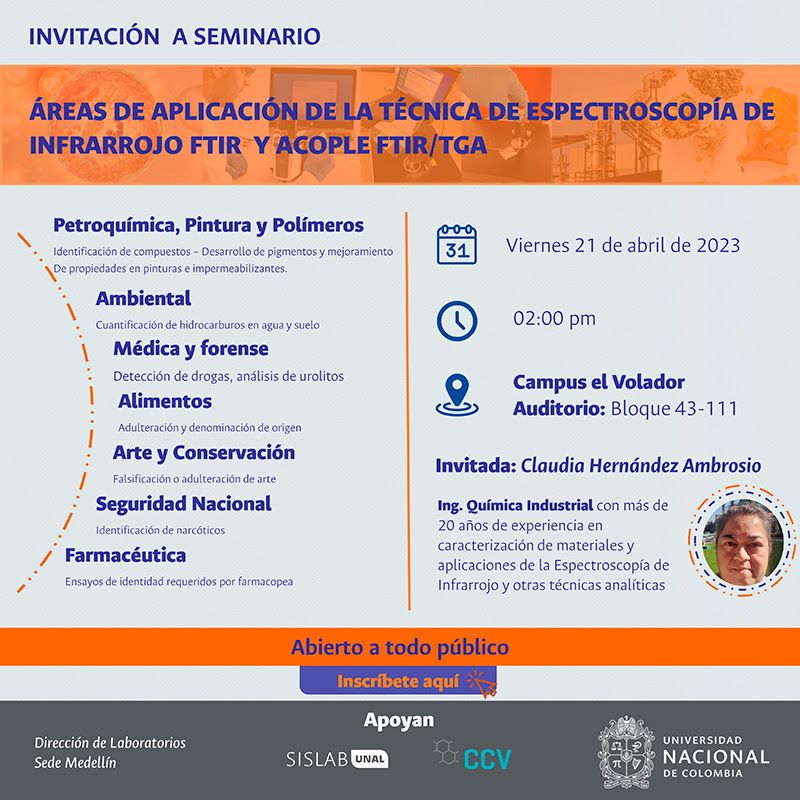 INVITACIÓN A SEMINARIO
ÁREAS DE APLICACIÓN DE LA TÉCNICA DE ESPECTROSCOPÍA DE
INFRARROJO FTIR Y ACOPLE FTIR/TGA
Petroquímica, Pintura y Polímeros
Identificación de compuestos – Desarrollo de pigmentos y mejoramiento
De propiedades en pinturas e impermeabilizantes.
Ambiental
Cuantificación de hidrocarburos en agua y suelo
Médica y forense
Detección de drogas, análisis de urolitos
Alimentos
Adulteración y denominación de origen
Arte y Conservación
Falsificación o adulteración de arte
Seguridad Nacional
Identificación de narcóticos
Farmacéutica
Ensayos de identidad requeridos por farmacopea
31
Viernes 21 de abril de 2023
02:00 pm
Campus el Volador
Auditorio: Bloque 43-111
Invitada: Claudia Hernández Ambrosio
Ing. Química Industrial con más de
20 años de experiencia en
caracterización de materiales y
aplicaciones de la Espectroscopía de
Infrarrojo y otras técnicas analíticas
Abierto a todo público
Inscríbete aquí
Apoyan
Dirección de Laboratorios
Sede Medellín
SISLAB UNAL
CCV
UNIVERSIDAD
NACIONAL
DE COLOMBIA